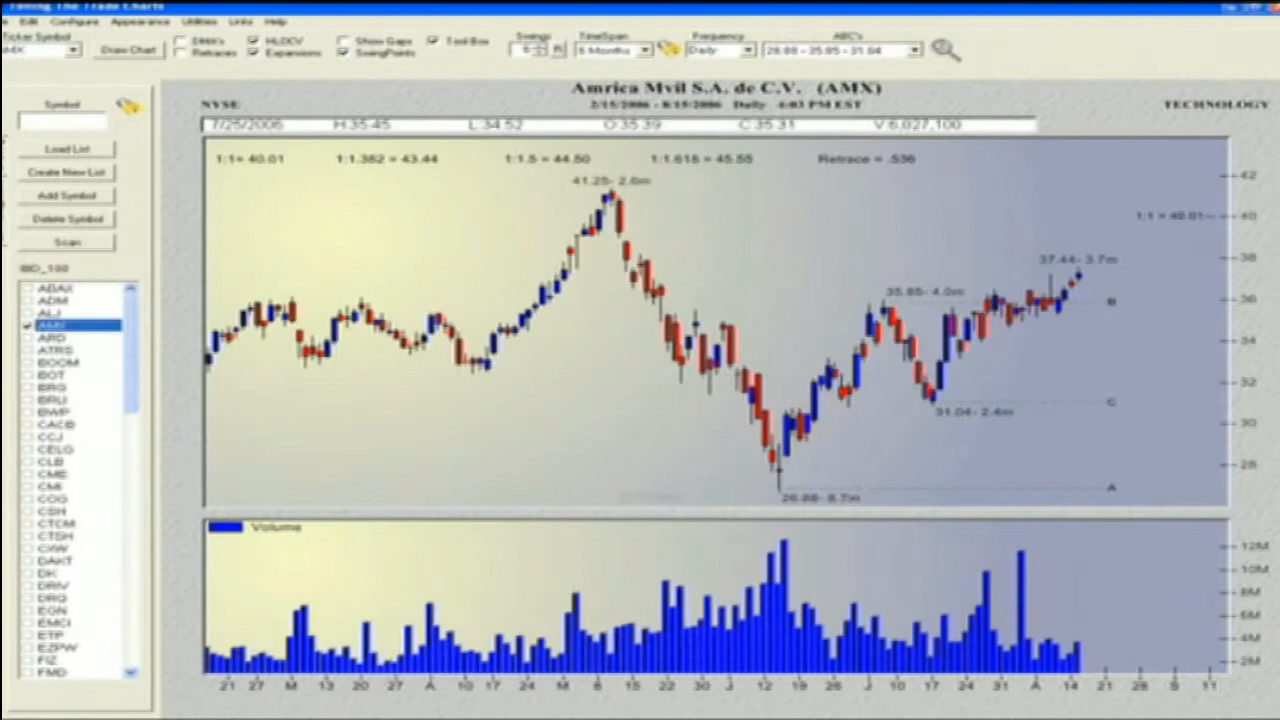 Timing The Trade Charts
Edit Configure Appearance Utilities Links Help
Ticker Symbol
AMX
Draw Chart
DMA's
HLOCV
Show Gaps
Tool Box
Retraces
Expansions
SwingPoints
Swings
6
TimeSpan
6 Months
Frequency
Daily
ABC's
26.88 - 35.85 - 31.04
Amrica Mvil S.A. de C.V. (AMX)
NYSE
2/15/2006 - 8/15/2006 Daily 4:03 PM EST
TECHNOLOGY
7/25/2006 H:35.45 L:34.52 O:35.39 C:35.31 V:6,027,100
1:1= 40.01 1:1.382 = 43.44 1:1.5 = 44.50 1:1.618 = 45.55 Retrace = .536
41.25- 2.6m
1:1 = 40.01
37.44- 3.7m
35.85- 4.0m
B
C
31.04- 2.4m
A
26.88- 8.7m
42
40
38
36
34
32
30
28
Symbol
Load List
Create New List
Add Symbol
Delete Symbol
Scan
IBD_100
ABAX
ADM
ALJ
AMX
ARD
ATRS
BOOM
BOT
BRG
BRLI
BWP
CACB
CCJ
CELG
CLB
CME
CMI
COG
CSH
CTCM
CTSH
CXW
DAKT
DK
DRIV
DRQ
EGN
EMCI
ETP
EZPW
FIZ
FMD
Volume
12M
10M
8M
6M
4M
2M
21 27 M 13 20 27 A 10 17 24 M 8 15 22 30 J 12 19 26 J 10 17 24 31 A 14 21 28 S 11